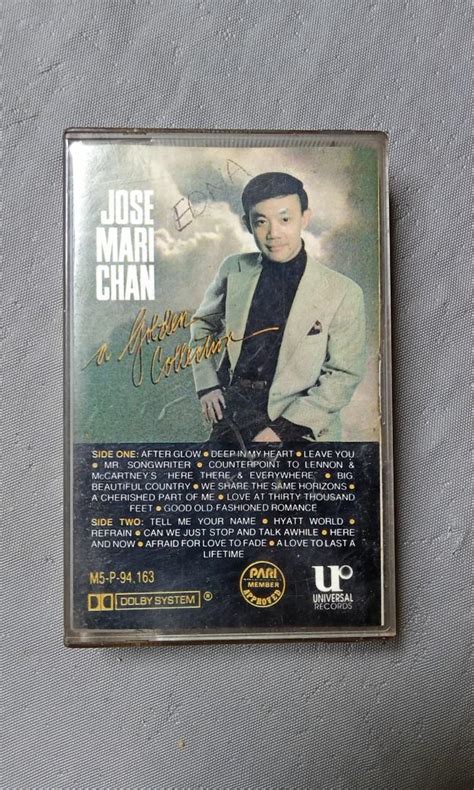 JOSE
MARI
CHAN
EDNA
a Golden
Collection
SIDE ONE: AFTER GLOW • DEEP IN MY HEART • LEAVE YOU
• MR. SONGWRITER • COUNTERPOINT TO LENNON &
McCARTNEY'S "HERE THERE & EVERYWHERE" • BIG
BEAUTIFUL COUNTRY • WE SHARE THE SAME HORIZONS •
A CHERISHED PART OF ME • LOVE AT THIRTY THOUSAND
FEET • GOOD OLD-FASHIONED ROMANCE
SIDE TWO: TELL ME YOUR NAME • HYATT WORLD •
REFRAIN • CAN WE JUST STOP AND TALK AWHILE • HERE
AND NOW • AFRAID FOR LOVE TO FADE • A LOVE TO LAST A
LIFETIME
M5-P-94.163
DOLBY SYSTEM ®
PARI
MEMBER
APPROVED
UR
UNIVERSAL
RECORDS